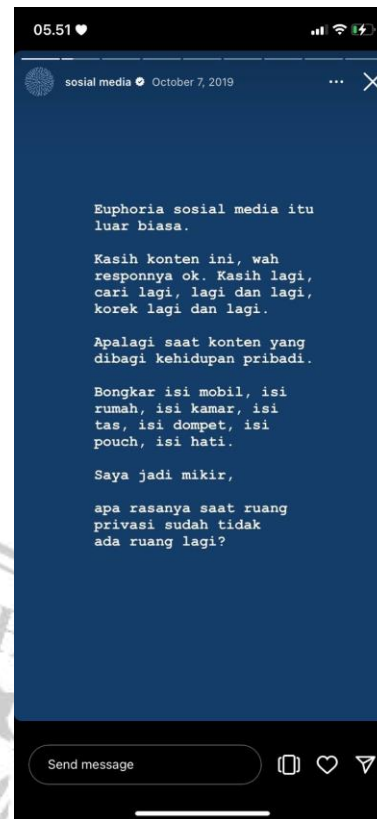 05.51
sosial media October 7, 2019
Euphoria sosial media itu
luar biasa.
Kasih konten ini, wah
responnya ok. Kasih lagi,
cari lagi, lagi dan lagi,
korek lagi dan lagi.
Apalagi saat konten yang
dibagi kehidupan pribadi.
Bongkar isi mobil, isi
rumah, isi kamar, isi
tas, isi dompet, isi
pouch, isi hati.
Saya jadi mikir,
apa rasanya saat ruang
privasi sudah tidak
ada ruang lagi?
Send message